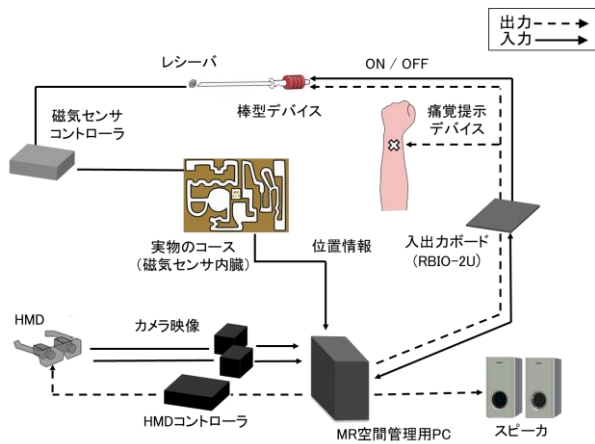 出力
入力
レシーバ
ON / OFF
棒型デバイス
磁気センサ
コントローラ
痛覚提示
デバイス
実物のコース
(磁気センサ内臓)
位置情報
入出力ボード
(RBIO-2U)
HMD
カメラ映像
HMDコントローラ
MR空間管理用PC
スピーカ